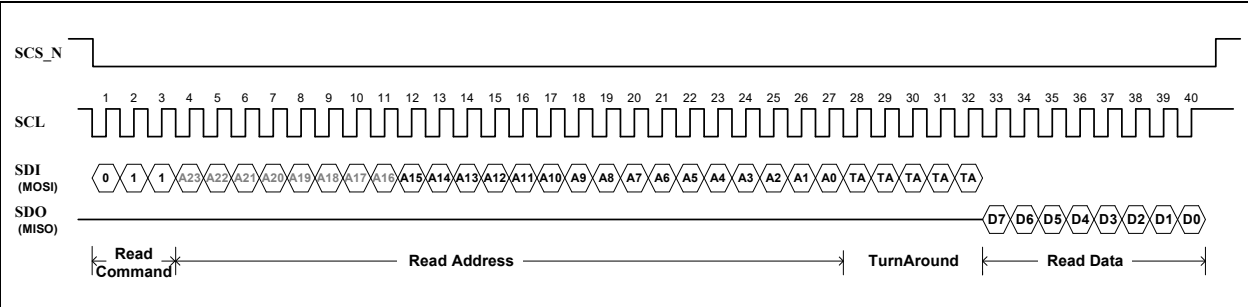 SCS_N
1 2 3 4 5 6 7 8 9 10 11 12 13 14 15 16 17 18 19 20 21 22 23 24 25 26 27 28 29 30 31 32 33 34 35 36 37 38 39 40
SCL
SDI
(MOSI)
0 1 1 A23 A22 A21 A20 A19 A18 A17 A16 A15 A14 A13 A12 A11 A10 A9 A8 A7 A6 A5 A4 A3 A2 A1 A0 TA TA TA TA TA
SDO
(MISO)
D7 D6 D5 D4 D3 D2 D1 D0
Read
Command
Read Address
TurnAround
Read Data